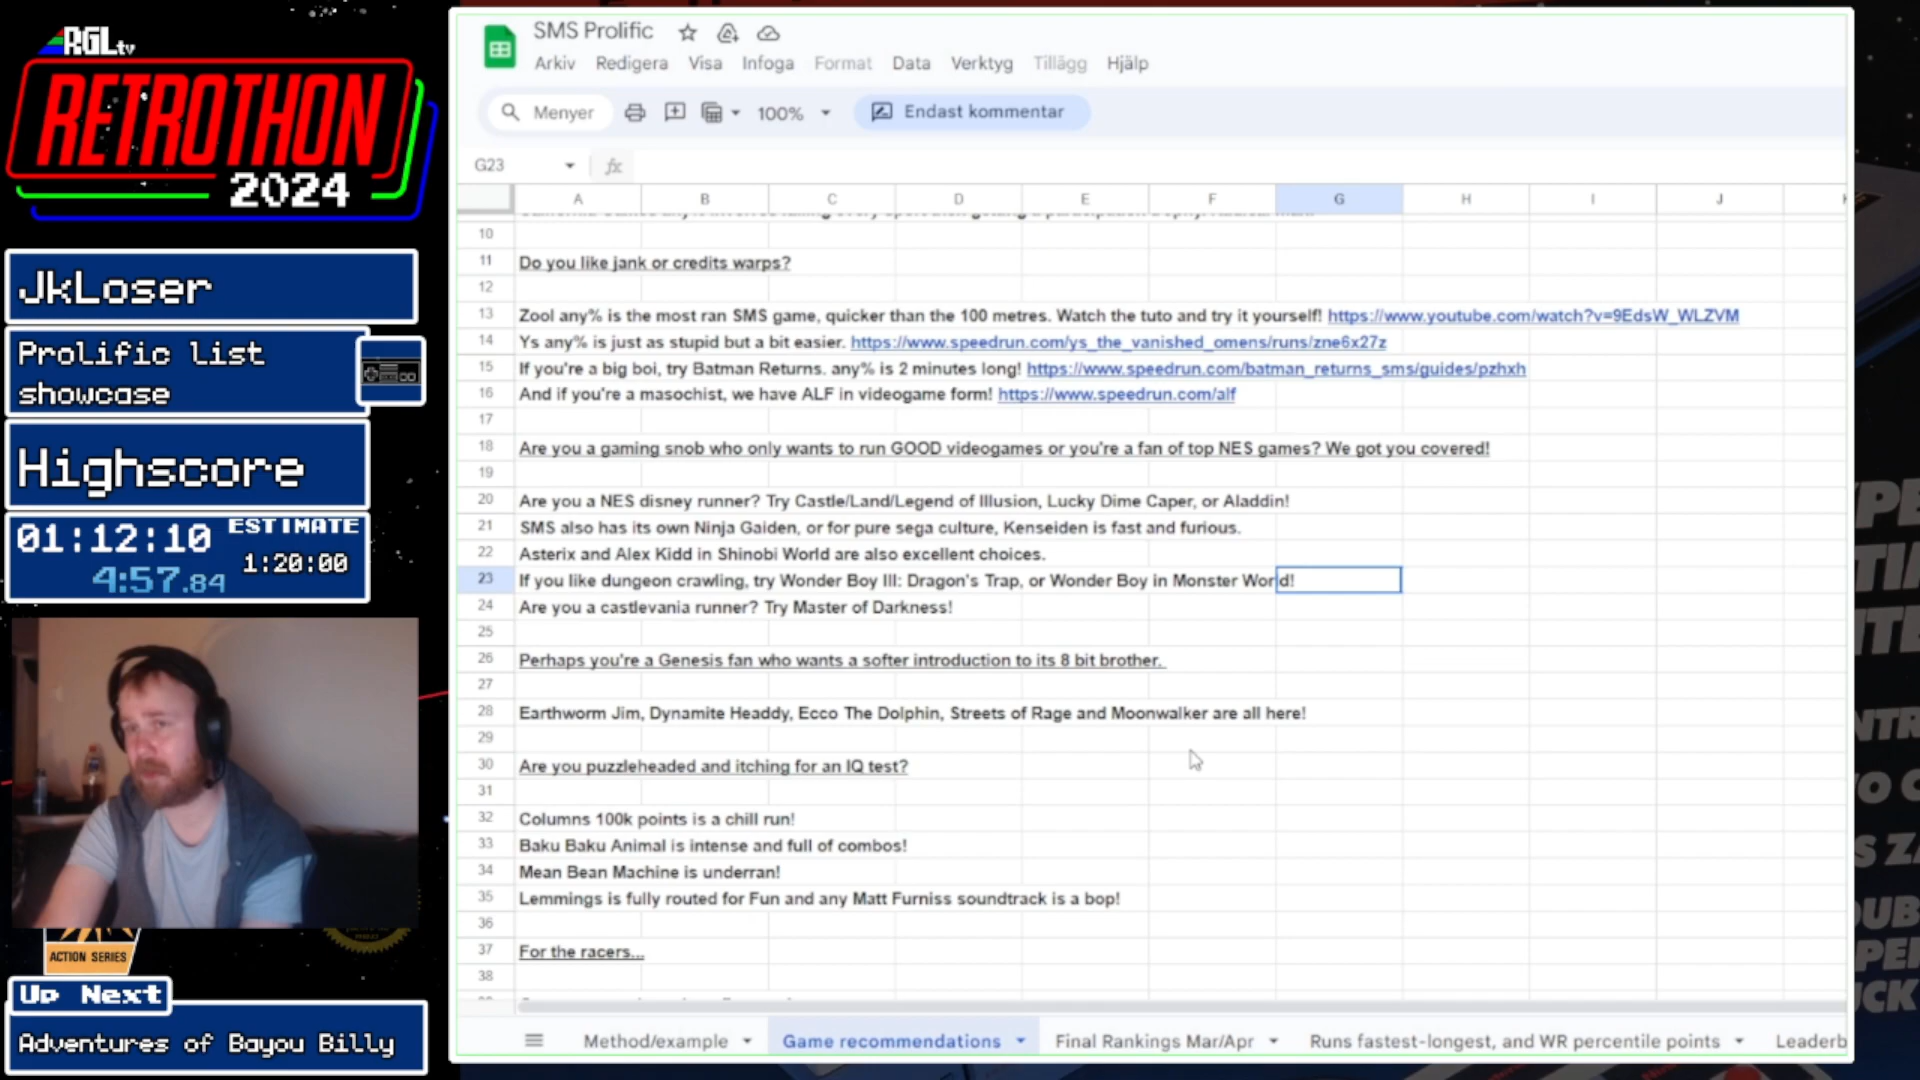 RGLtv
RETROTHON
2024
JkLoser
Prolific list
showcase
Highscore
01:12:10
4:57.84
ESTIMATE
1:20:00
ACTION SERIES
Up Next
Adventures of Bayou Billy
SMS Prolific
Arkiv Redigera Visa Infoga Format Data Verktyg Tillägg Hjälp
Menyer 100% Endast kommentar
G23 fx
A B C D E F G H I J
10
11 Do you like jank or credits warps?
12
13 Zool any% is the most ran SMS game, quicker than the 100 metres. Watch the tuto and try it yourself! https://www.youtube.com/watch?v=9EdsW_WLZVM
14 Ys any% is just as stupid but a bit easier. https://www.speedrun.com/ys_the_vanished_omens/runs/zne6x27z
15 If you're a big boi, try Batman Returns. any% is 2 minutes long! https://www.speedrun.com/batman_returns_sms/guides/pzhxh
16 And if you're a masochist, we have ALF in videogame form! https://www.speedrun.com/alf
17
18 Are you a gaming snob who only wants to run GOOD videogames or you're a fan of top NES games? We got you covered!
19
20 Are you a NES disney runner? Try Castle/Land/Legend of Illusion, Lucky Dime Caper, or Aladdin!
21 SMS also has its own Ninja Gaiden, or for pure sega culture, Kenseiden is fast and furious.
22 Asterix and Alex Kidd in Shinobi World are also excellent choices.
23 If you like dungeon crawling, try Wonder Boy III: Dragon's Trap, or Wonder Boy in Monster World!
24 Are you a castlevania runner? Try Master of Darkness!
25
26 Perhaps you're a Genesis fan who wants a softer introduction to its 8 bit brother.
27
28 Earthworm Jim, Dynamite Headdy, Ecco The Dolphin, Streets of Rage and Moonwalker are all here!
29
30 Are you puzzleheaded and itching for an IQ test?
31
32 Columns 100k points is a chill run!
33 Baku Baku Animal is intense and full of combos!
34 Mean Bean Machine is underran!
35 Lemmings is fully routed for Fun and any Matt Furniss soundtrack is a bop!
36
37 For the racers...
38
Method/example Game recommendations Final Rankings Mar/Apr Runs fastest-longest, and WR percentile points Leaderb